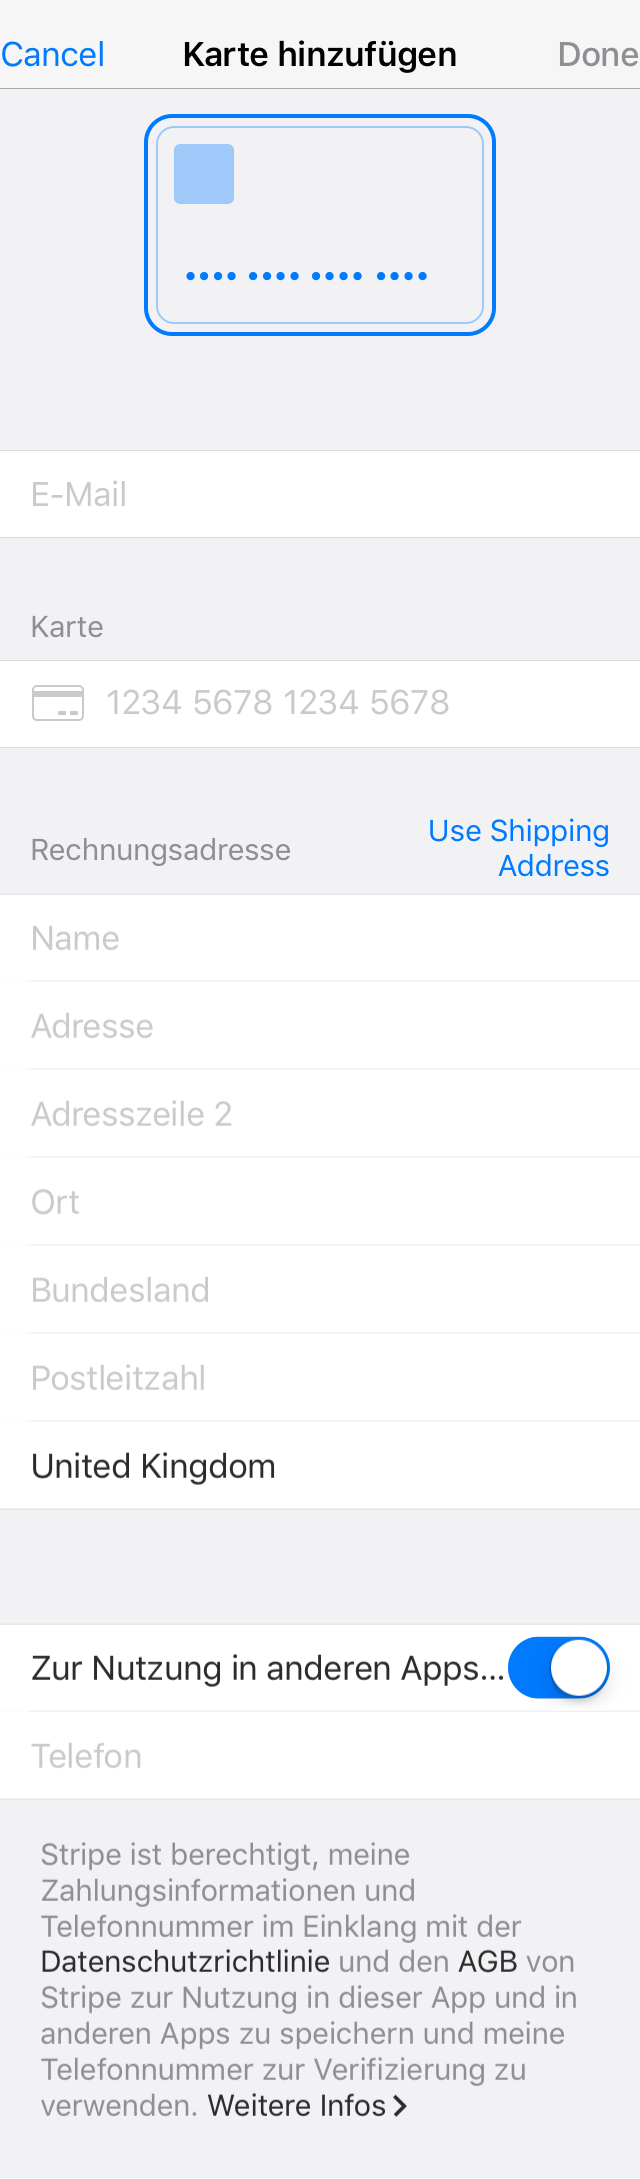 Cancel Karte hinzufügen Done
•••• •••• •••• ••••
E-Mail
Karte
1234 5678 1234 5678
Rechnungsadresse
Use Shipping
Address
Name
Adresse
Adresszeile 2
Ort
Bundesland
Postleitzahl
United Kingdom
Zur Nutzung in anderen Apps...
Telefon
Stripe ist berechtigt, meine
Zahlungsinformationen und
Telefonnummer im Einklang mit der
Datenschutzrichtlinie und den AGB von
Stripe zur Nutzung in dieser App und in
anderen Apps zu speichern und meine
Telefonnummer zur Verifizierung zu
verwenden. Weitere Infos